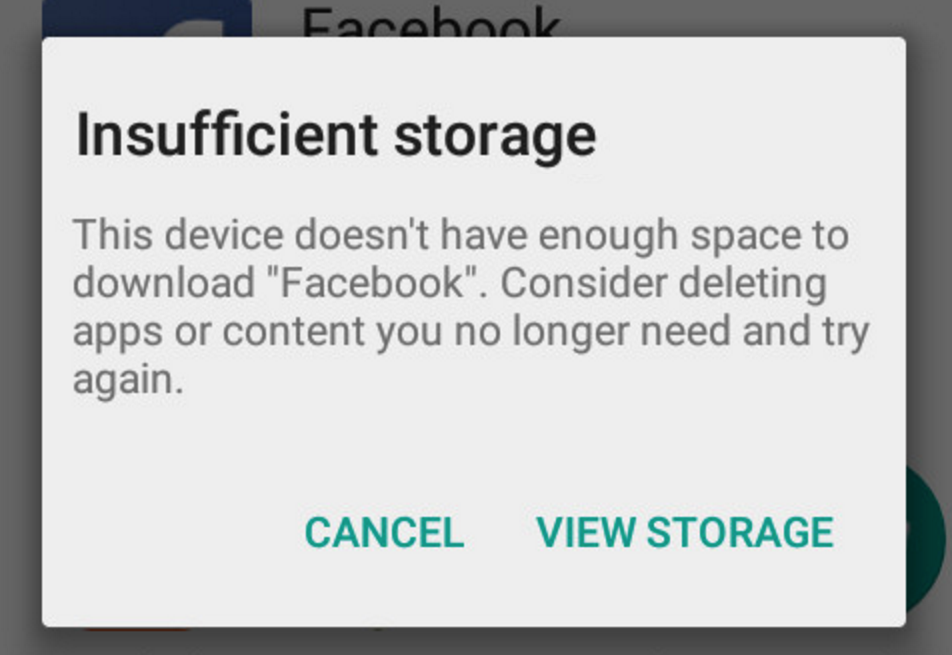 Facebook
Insufficient storage
This device doesn't have enough space to
download "Facebook". Consider deleting
apps or content you no longer need and try
again.
CANCEL VIEW STORAGE